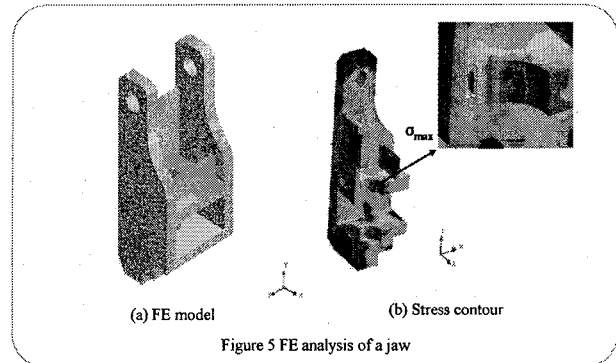 σmax
(a) FE model
(b) Stress contour
Figure 5 FE analysis of a jaw